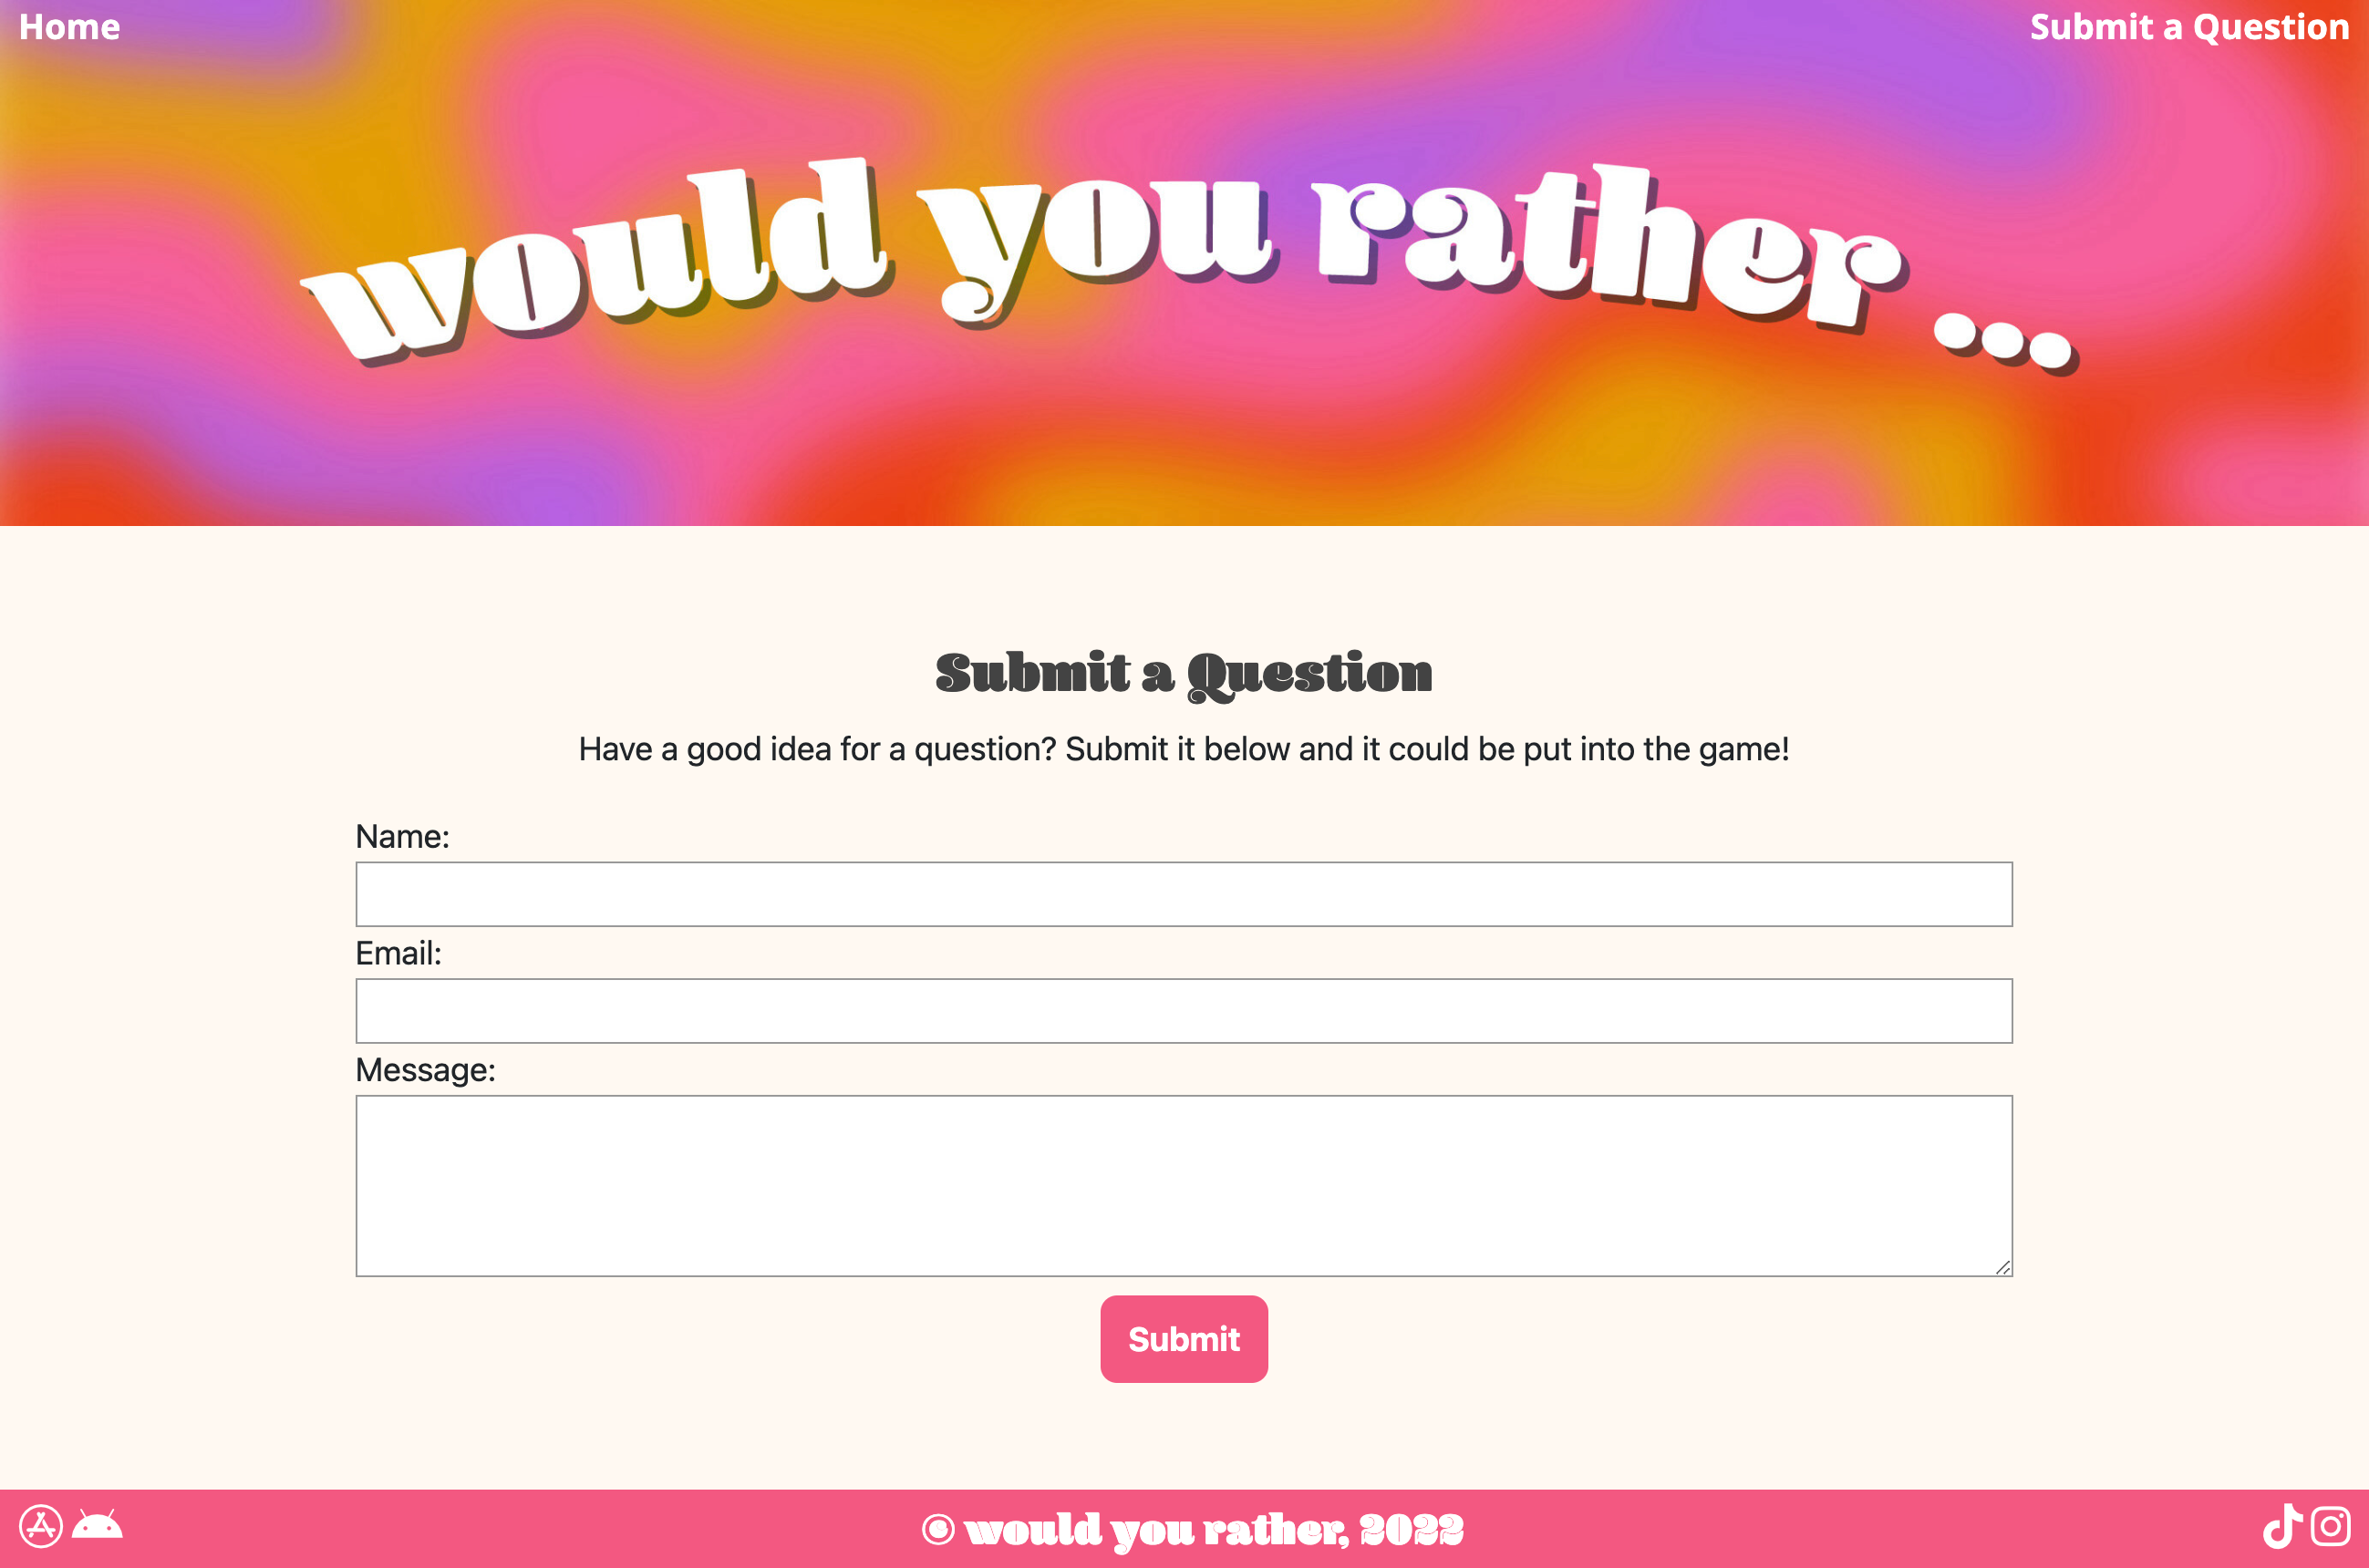 Home
Submit a Question
would you rather ...
Submit a Question
Have a good idea for a question? Submit it below and it could be put into the game!
Name:
Email:
Message:
Submit
© would you rather, 2022